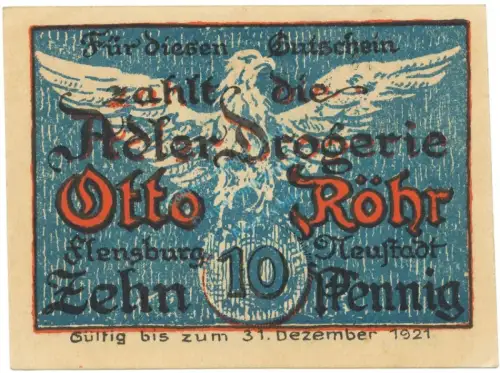 Für diesen Gutschein
zahlt die
Adler Drogerie
Otto Röhr
Flensburg Neustadt
Zehn 10 Pfennig
Gültig bis zum 31. Dezember 1921